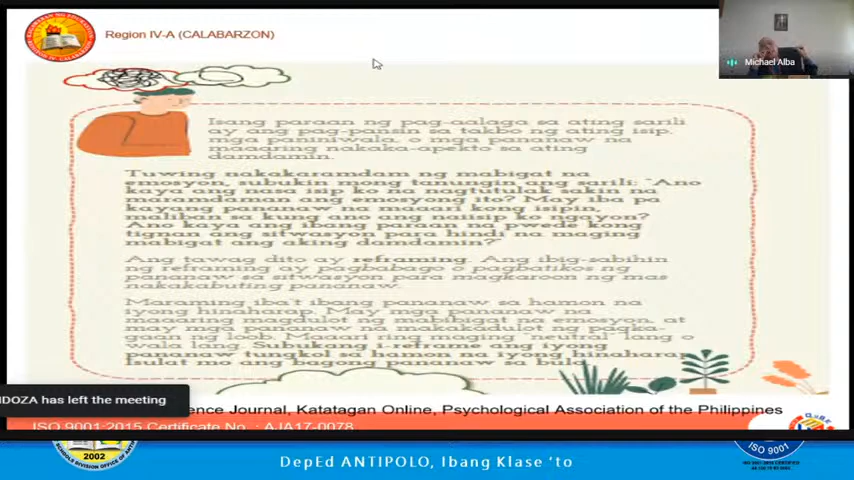 Region IV-A (CALABARZON)
Michael Alba
Isang paraan ng pag-aalaga sa ating sarili
ay ang pag-pansin sa takbo ng ating isip,
mga paniniwala, o mga pananaw na
maaaring nakaka-apekto sa ating
damdamin.
Tuwing nakakaramdam ng mabigat na
emosyon, subukin mong tanungin ang sarili: "Ano
kaya ang nasa isip ko na nagtutulak sakin na
maramdaman ang emosyong ito? May iba pa
kayang pananaw na maaari kong isipin,
maliban sa kung ano ang naiisip ko ngayon?
Ano kaya ang ibang paraan na pwede kong
tignan ang sitwasyon para hindi na maging
mabigat ang aking damdamin?"
Ang tawag dito ay reframing. Ang ibig-sabihin
ng reframing ay pagbabago o pagbatikos ng
pananaw sa sitwasyon para magkaroon ng mas
nakakabuting pananaw.
Maraming iba't ibang pananaw sa hamon na
iyong hinaharap. May mga pananaw na
maaaring magdulot ng mabibigat na emosyon, at
may mga pananaw na makakadulot ng pagka-
gaan ng loob. Maaari ring maging "neutral" lang o
wala lang. Subukang i-reframe ang iyong
pananaw tungkol sa hamon na iyong hinaharap.
Isulat mo ang bagong pananaw sa bula.
NDOZA has left the meeting
ence Journal, Katatagan Online, Psychological Association of the Philippines
ISO 9001:2015 Certificate No. : AJA17-0078
2002
ISO 9001
DepEd ANTIPOLO, Ibang Klase 'to